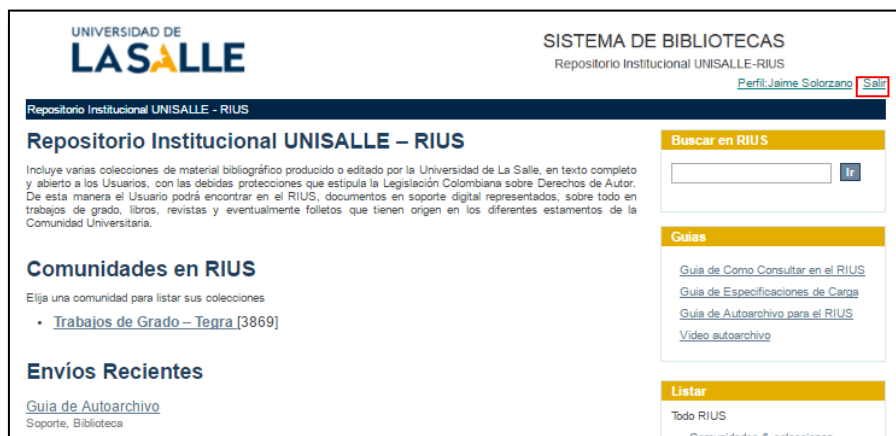 UNIVERSIDAD DE
LA SALLE
SISTEMA DE BIBLIOTECAS
Repositorio Institucional UNISALLE-RIUS
Perfil:Jaime Solorzano Salir
Repositorio Institucional UNISALLE - RIUS
Repositorio Institucional UNISALLE – RIUS
Incluye varias colecciones de material bibliográfico producido o editado por la Universidad de La Salle, en texto completo
y abierto a los Usuarios, con las debidas protecciones que estipula la Legislación Colombiana sobre Derechos de Autor.
De esta manera el Usuario podrá encontrar en el RIUS, documentos en soporte digital representados, sobre todo en
trabajos de grado, libros, revistas y eventualmente folletos que tienen origen en los diferentes estamentos de la
Comunidad Universitaria.
Comunidades en RIUS
Elija una comunidad para listar sus colecciones
Trabajos de Grado – Tegra [3869]
Envíos Recientes
Guia de Autoarchivo
Soporte, Biblioteca
Buscar en RIUS
Ir
Guias
Guia de Como Consultar en el RIUS
Guia de Especificaciones de Carga
Guia de Autoarchivo para el RIUS
Video autoarchivo
Listar
Todo RIUS
Comunidades & colecciones